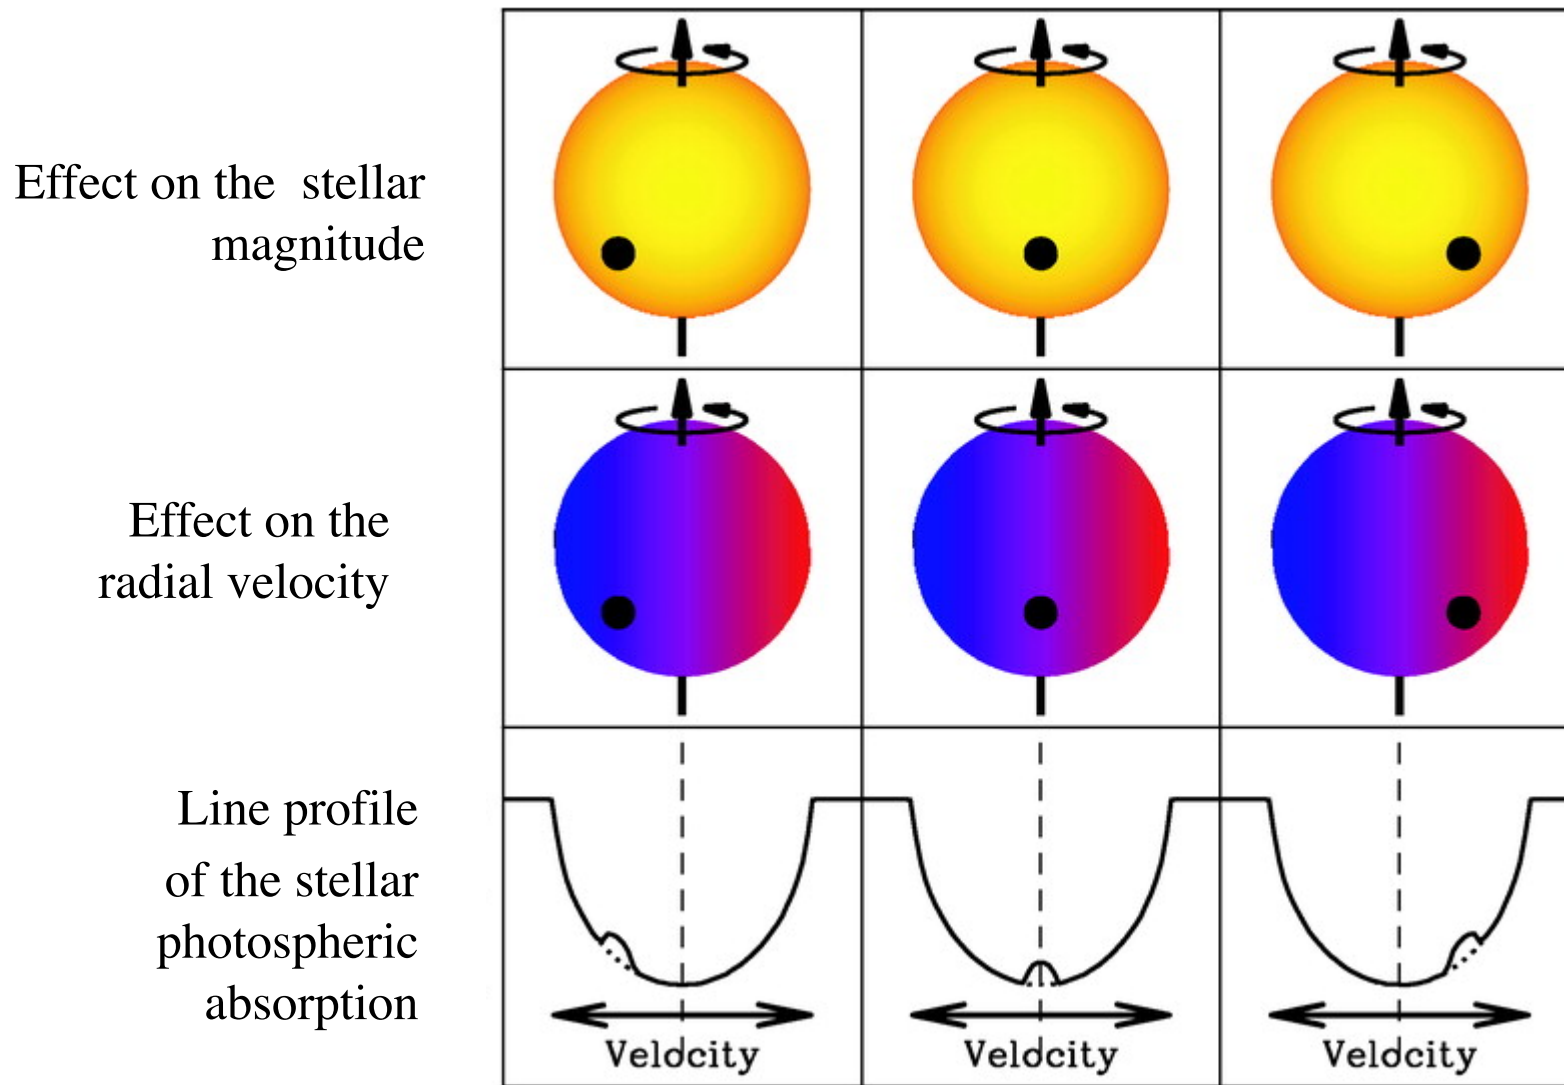 Effect on the stellar
magnitude
Effect on the
radial velocity
Line profile
of the stellar
photospheric
absorption
Velocity
Velocity
Velocity